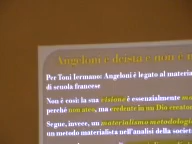 Angeloni è deista e non è
Per Toni Iermano Angeloni è legato al materia
di scuola francese
Non è così: la sua visione è essenzialmente
perché non ateo, ma credente in un Dio creato
Segue, invece, un materialismo metodologi
un metodo materialista nell'analisi della societ